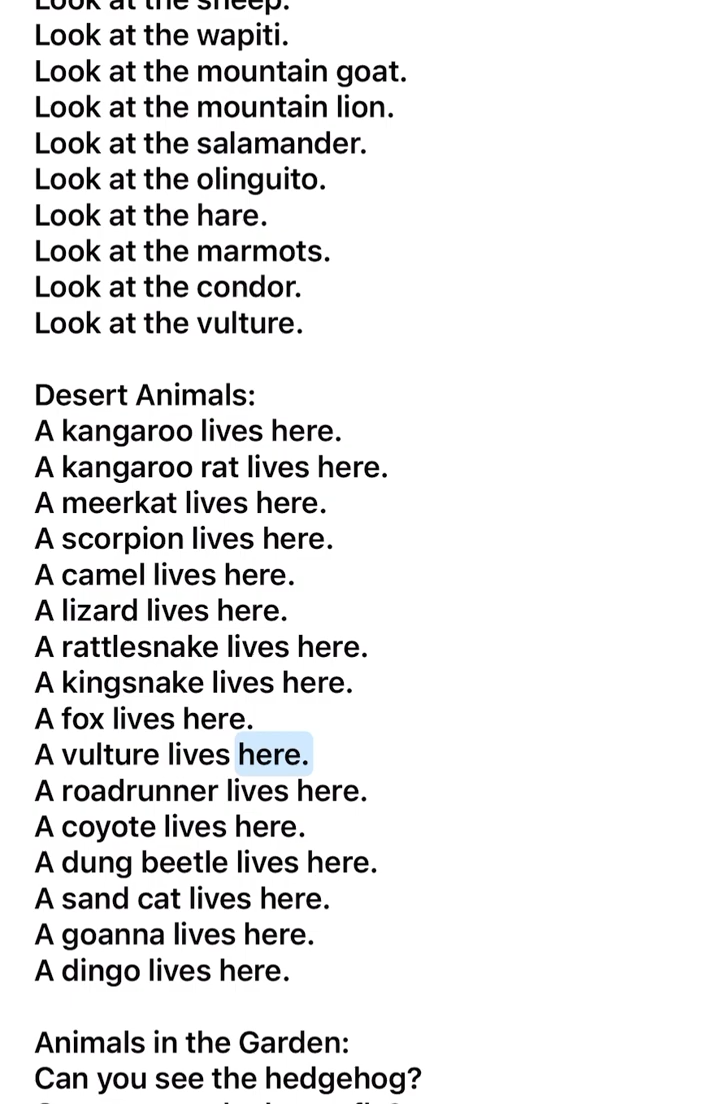 Look at the sheep.
Look at the wapiti.
Look at the mountain goat.
Look at the mountain lion.
Look at the salamander.
Look at the olinguito.
Look at the hare.
Look at the marmots.
Look at the condor.
Look at the vulture.
Desert Animals:
A kangaroo lives here.
A kangaroo rat lives here.
A meerkat lives here.
A scorpion lives here.
A camel lives here.
A lizard lives here.
A rattlesnake lives here.
A kingsnake lives here.
A fox lives here.
A vulture lives here.
A roadrunner lives here.
A coyote lives here.
A dung beetle lives here.
A sand cat lives here.
A goanna lives here.
A dingo lives here.
Animals in the Garden:
Can you see the hedgehog?